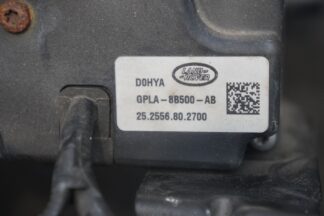 D0HYA
LAND-
ROVER
GPLA-8B500-AB
25.2556.80.2700